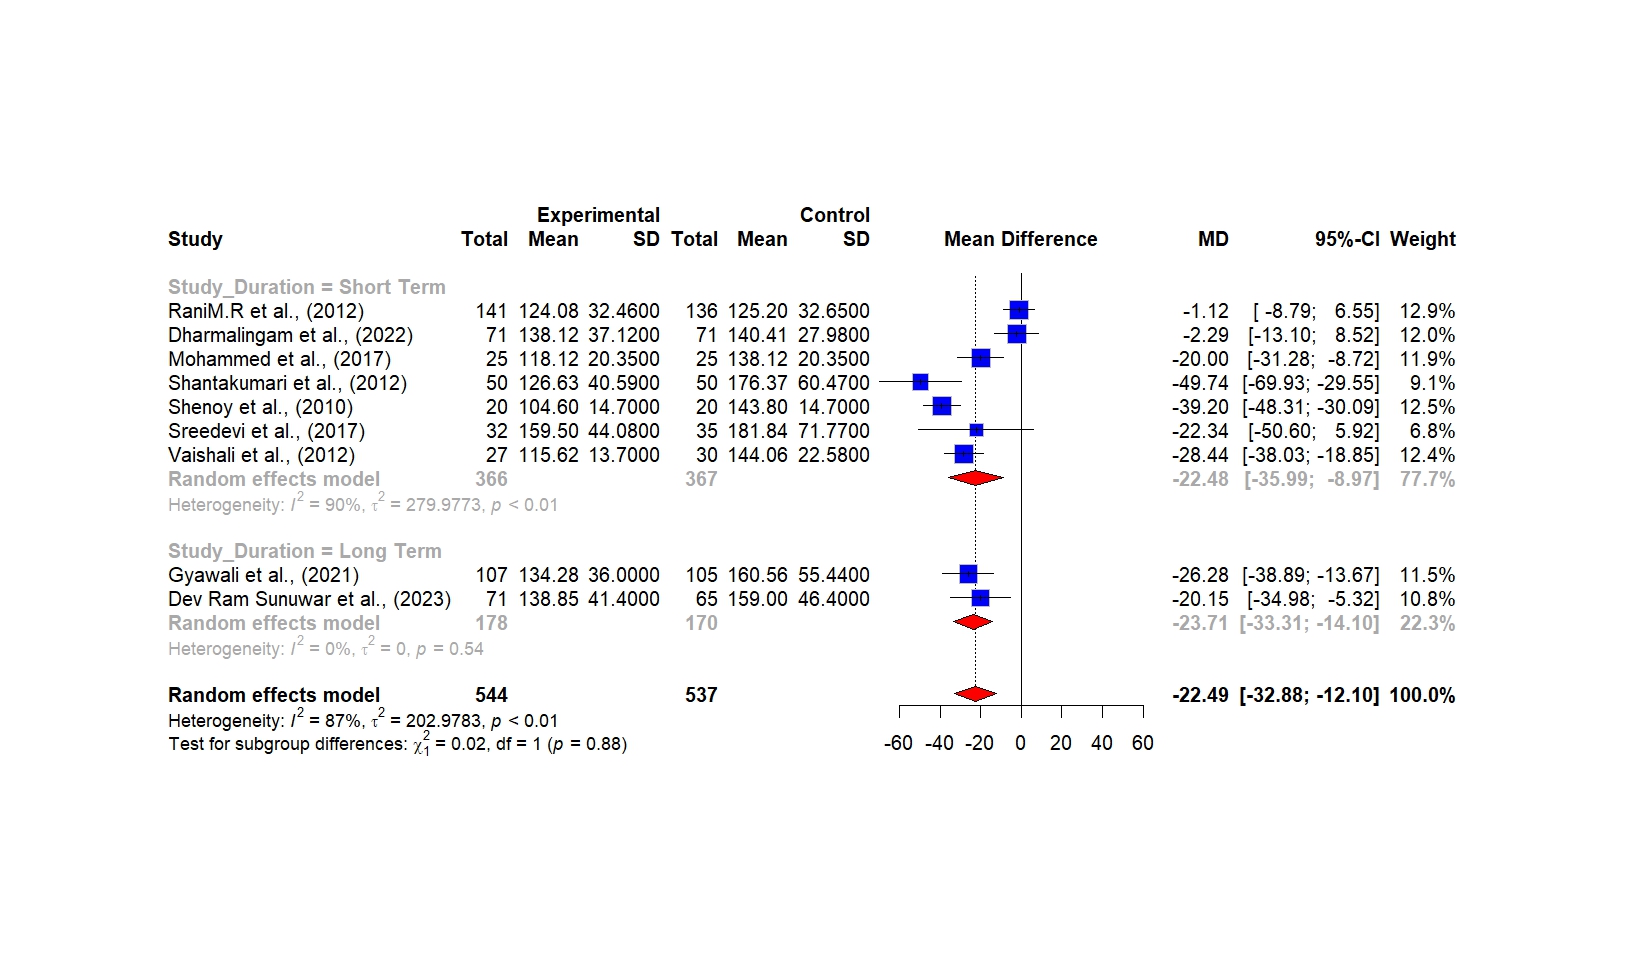 Experimental Control
Study Total Mean SD Total Mean SD Mean Difference MD 95%-CI Weight
Study_Duration = Short Term
RaniM.R et al., (2012) 141 124.08 32.4600 136 125.20 32.6500 -1.12 [ -8.79; 6.55] 12.9%
Dharmalingam et al., (2022) 71 138.12 37.1200 71 140.41 27.9800 -2.29 [-13.10; 8.52] 12.0%
Mohammed et al., (2017) 25 118.12 20.3500 25 138.12 20.3500 -20.00 [-31.28; -8.72] 11.9%
Shantakumari et al., (2012) 50 126.63 40.5900 50 176.37 60.4700 -49.74 [-69.93; -29.55] 9.1%
Shenoy et al., (2010) 20 104.60 14.7000 20 143.80 14.7000 -39.20 [-48.31; -30.09] 12.5%
Sreedevi et al., (2017) 32 159.50 44.0800 35 181.84 71.7700 -22.34 [-50.60; 5.92] 6.8%
Vaishali et al., (2012) 27 115.62 13.7000 30 144.06 22.5800 -28.44 [-38.03; -18.85] 12.4%
Random effects model 366 367 -22.48 [-35.99; -8.97] 77.7%
Heterogeneity: I² = 90%, τ² = 279.9773, p < 0.01
Study_Duration = Long Term
Gyawali et al., (2021) 107 134.28 36.0000 105 160.56 55.4400 -26.28 [-38.89; -13.67] 11.5%
Dev Ram Sunuwar et al., (2023) 71 138.85 41.4000 65 159.00 46.4000 -20.15 [-34.98; -5.32] 10.8%
Random effects model 178 170 -23.71 [-33.31; -14.10] 22.3%
Heterogeneity: I² = 0%, τ² = 0, p = 0.54
Random effects model 544 537 -22.49 [-32.88; -12.10] 100.0%
Heterogeneity: I² = 87%, τ² = 202.9783, p < 0.01
Test for subgroup differences: χ²₁ = 0.02, df = 1 (p = 0.88)
-60 -40 -20 0 20 40 60